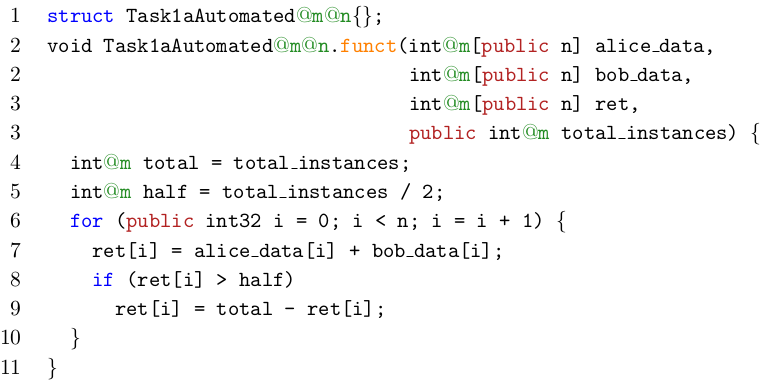 1 struct Task1aAutomated@m@n{};
2 void Task1aAutomated@m@n.funct(int@m[public n] alice_data,
2 int@m[public n] bob_data,
3 int@m[public n] ret,
3 public int@m total_instances) {
4 int@m total = total_instances;
5 int@m half = total_instances / 2;
6 for (public int32 i = 0; i < n; i = i + 1) {
7 ret[i] = alice_data[i] + bob_data[i];
8 if (ret[i] > half)
9 ret[i] = total - ret[i];
10 }
11 }